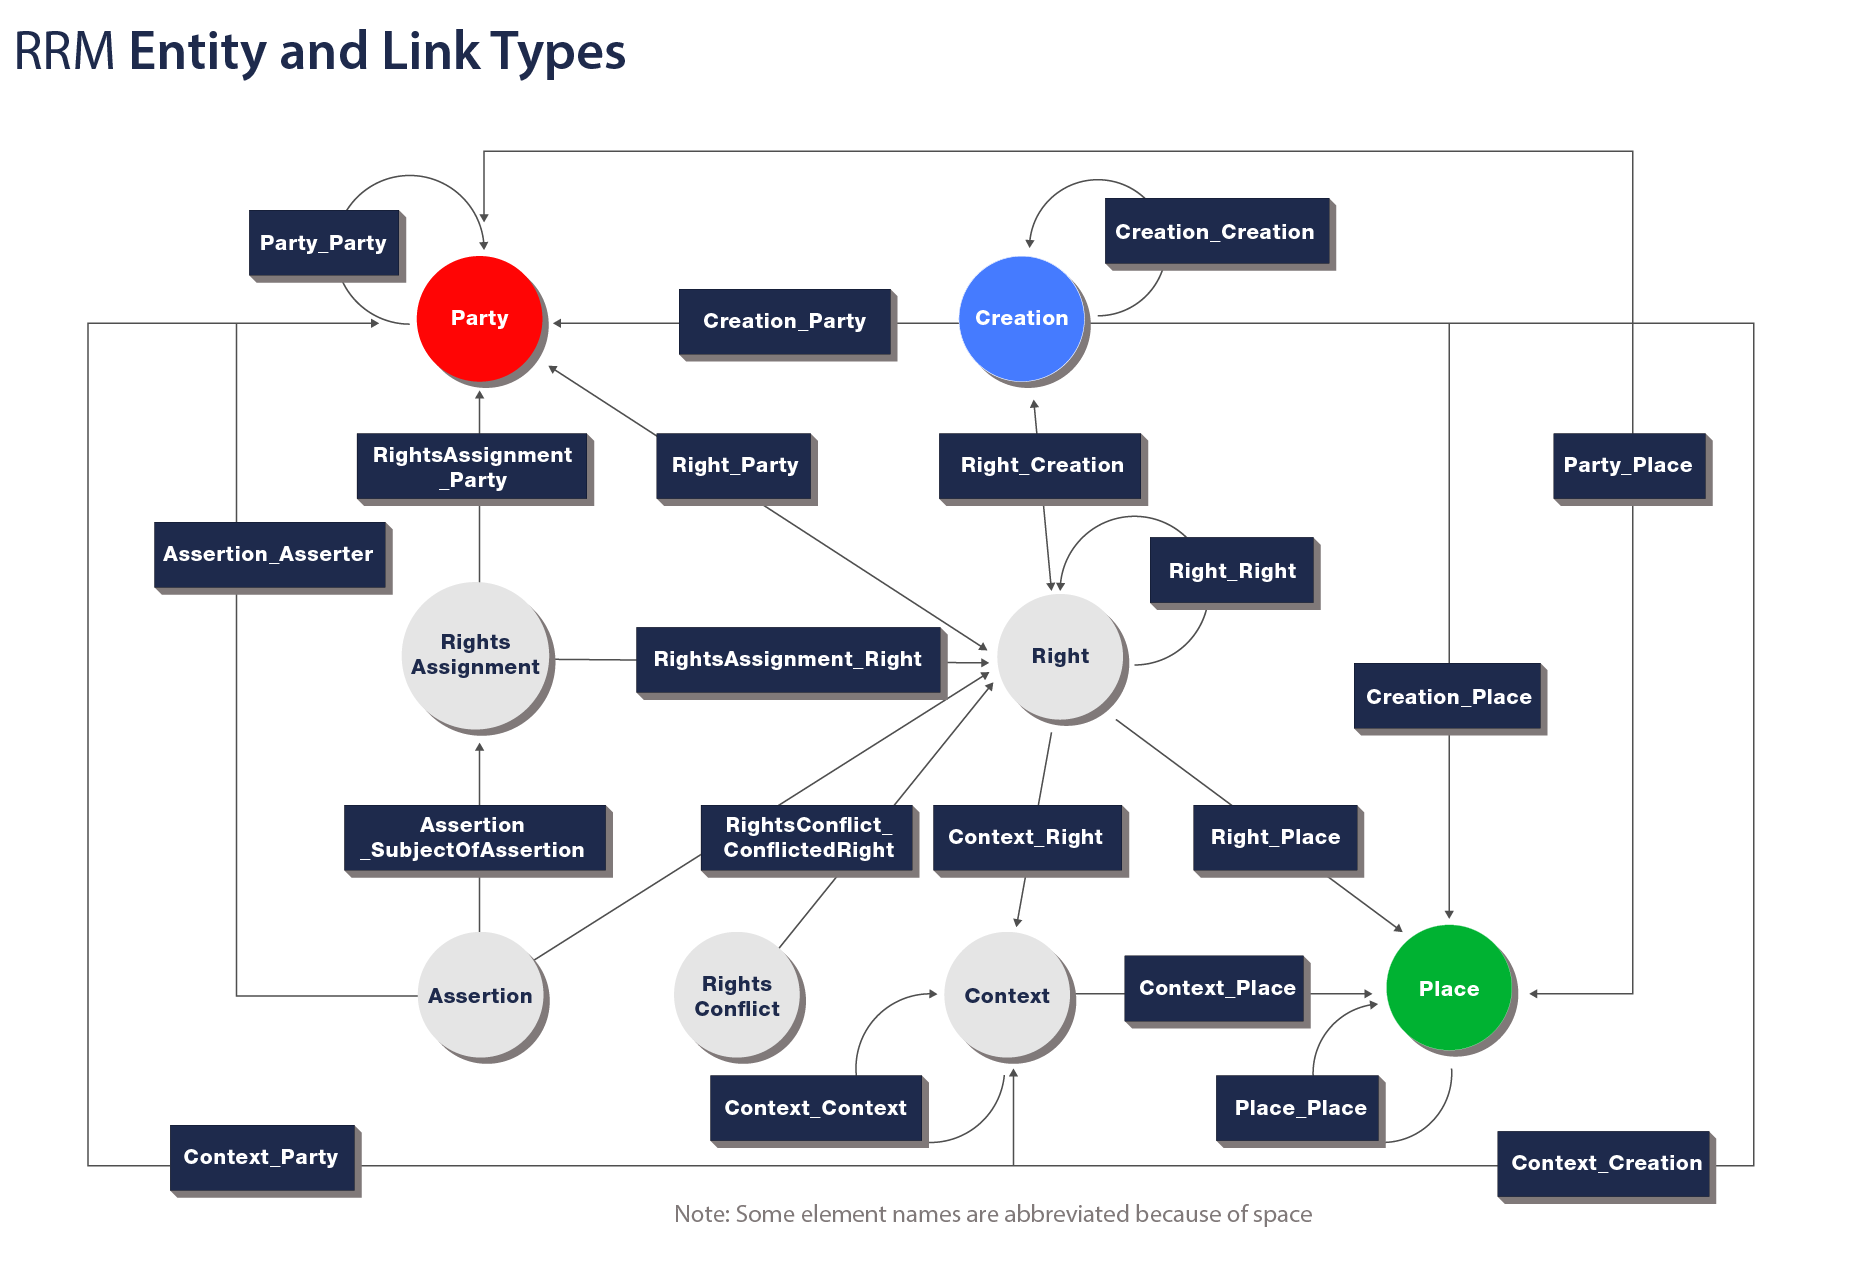 RRM Entity and Link Types
Party_Party
Creation_Creation
Party
Creation_Party
Creation
RightsAssignment
_Party
Right_Party
Right_Creation
Party_Place
Assertion_Asserter
Right_Right
Rights
Assignment
RightsAssignment_Right
Right
Creation_Place
Assertion
_SubjectOfAssertion
RightsConflict_
ConflictedRight
Context_Right
Right_Place
Assertion
Rights
Conflict
Context
Context_Place
Place
Context_Context
Place_Place
Context_Party
Context_Creation
Note: Some element names are abbreviated because of space